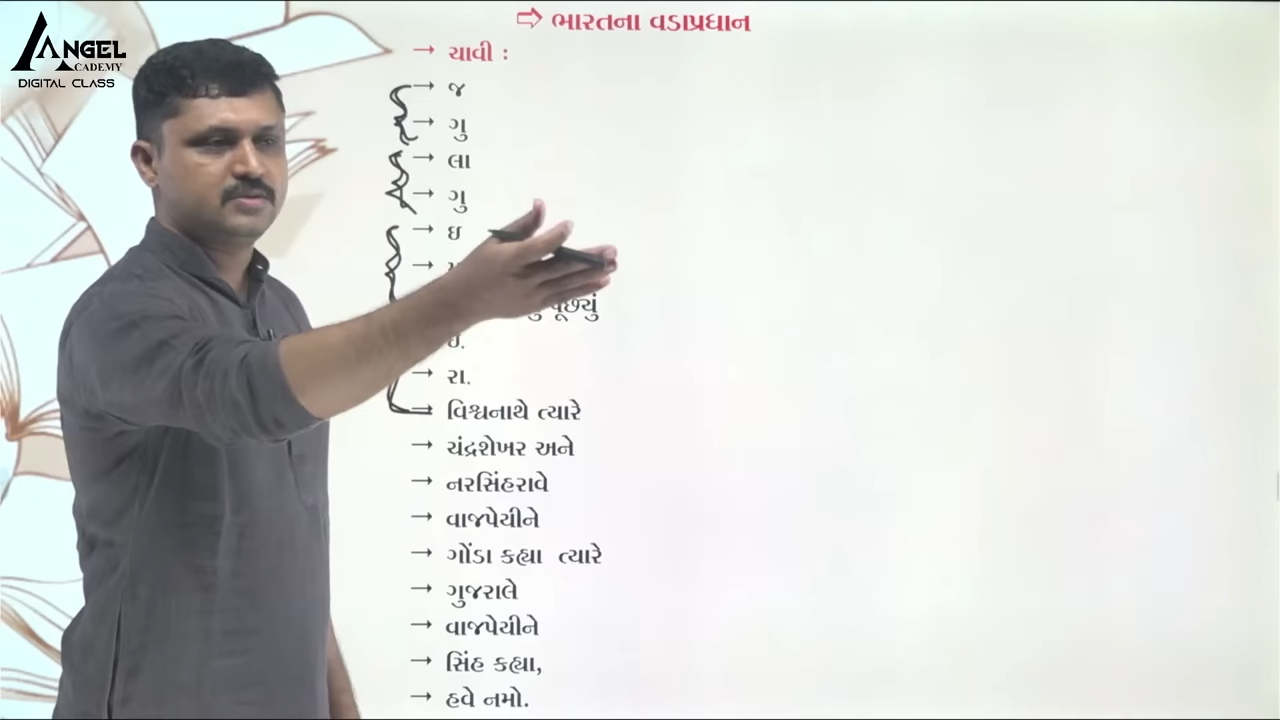 ANGEL
ACADEMY
DIGITAL CLASS
⇨ ભારતના વડાપ્રધાન
→ ચાવી :
→ જ
→ ગુ
→ લા
→ ગુ
→ ઇ
→
પૂછ્યું
ઇ.
→ રા.
→ વિશ્વનાથે ત્યારે
→ ચંદ્રશેખર અને
→ નરસિંહરાવે
→ વાજપેયીને
→ ગોંડા કહ્યા ત્યારે
→ ગુજરાલે
→ વાજપેયીને
→ સિંહ કહ્યા,
→ હવે નમો.